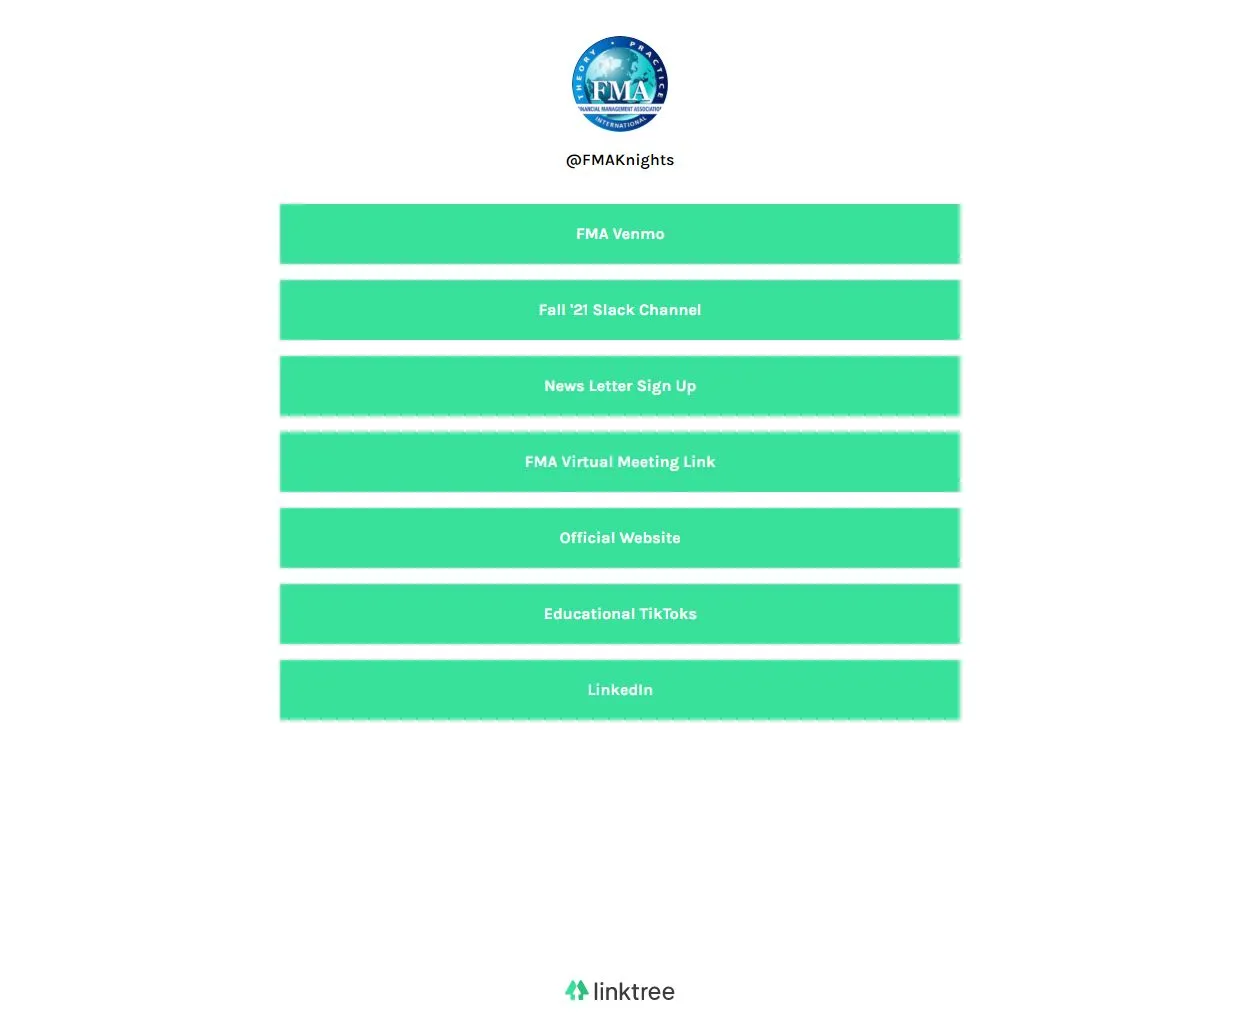 THEORY • PRACTICE
FMA
FINANCIAL MANAGEMENT ASSOCIATION
INTERNATIONAL
@FMAKnights
FMA Venmo
Fall '21 Slack Channel
News Letter Sign Up
FMA Virtual Meeting Link
Official Website
Educational TikToks
LinkedIn
linktree